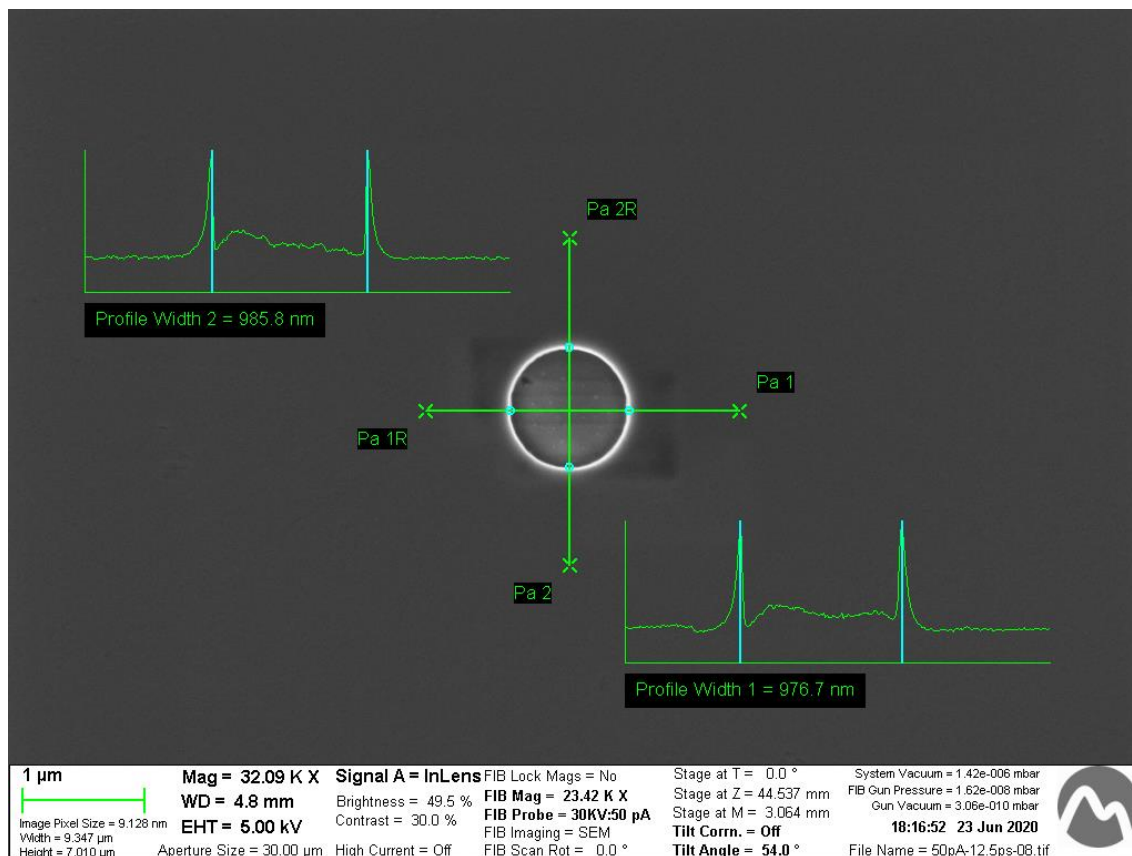 Pa 2R
Profile Width 2 = 985.8 nm
Pa 1
Pa 1R
Pa 2
Profile Width 1 = 976.7 nm
1 µm
Image Pixel Size = 9.128 nm
Width = 9.347 µm
Height = 7.010 µm
Mag = 32.09 K X
WD = 4.8 mm
EHT = 5.00 kV
Aperture Size = 30.00 µm
Signal A = InLens
Brightness = 49.5 %
Contrast = 30.0 %
High Current = Off
FIB Lock Mags = No
FIB Mag = 23.42 K X
FIB Probe = 30KV:50 pA
FIB Imaging = SEM
FIB Scan Rot = 0.0 °
Stage at T = 0.0 °
Stage at Z = 44.537 mm
Stage at M = 3.064 mm
Tilt Corrn. = Off
Tilt Angle = 54.0 °
System Vacuum = 1.42e-006 mbar
FIB Gun Pressure = 1.62e-008 mbar
Gun Vacuum = 3.06e-010 mbar
18:16:52 23 Jun 2020
File Name = 50pA-12.5ps-08.tif